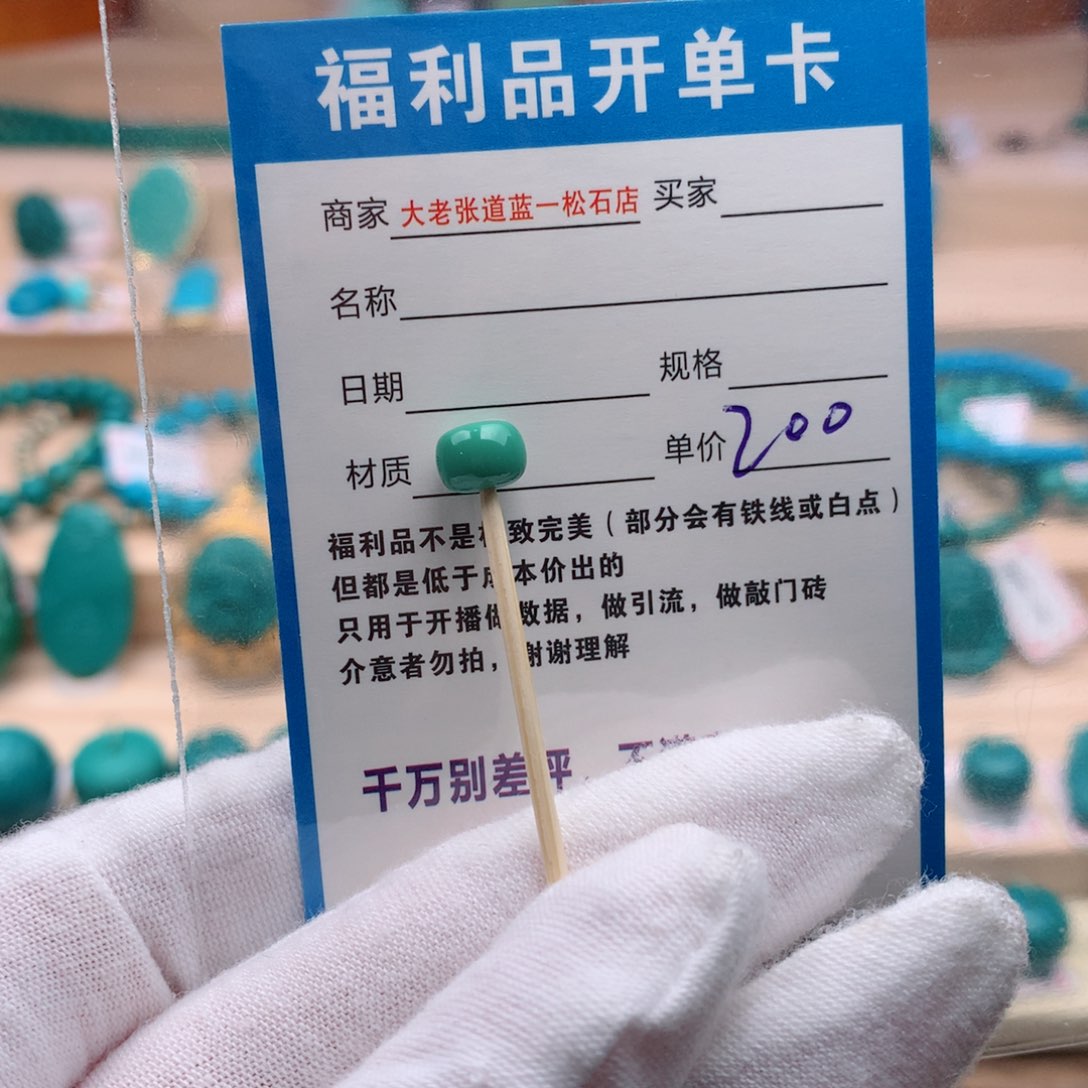 福利品开单卡
商家 大老张道蓝一松石店 买家
名称
日期 规格
材质 单价 200
福利品不是 致完美（部分会有铁线或白点）
但都是低于成本价出的
只用于开播做数据，做引流，做敲门砖
介意者勿拍，谢谢理解
千万别差评